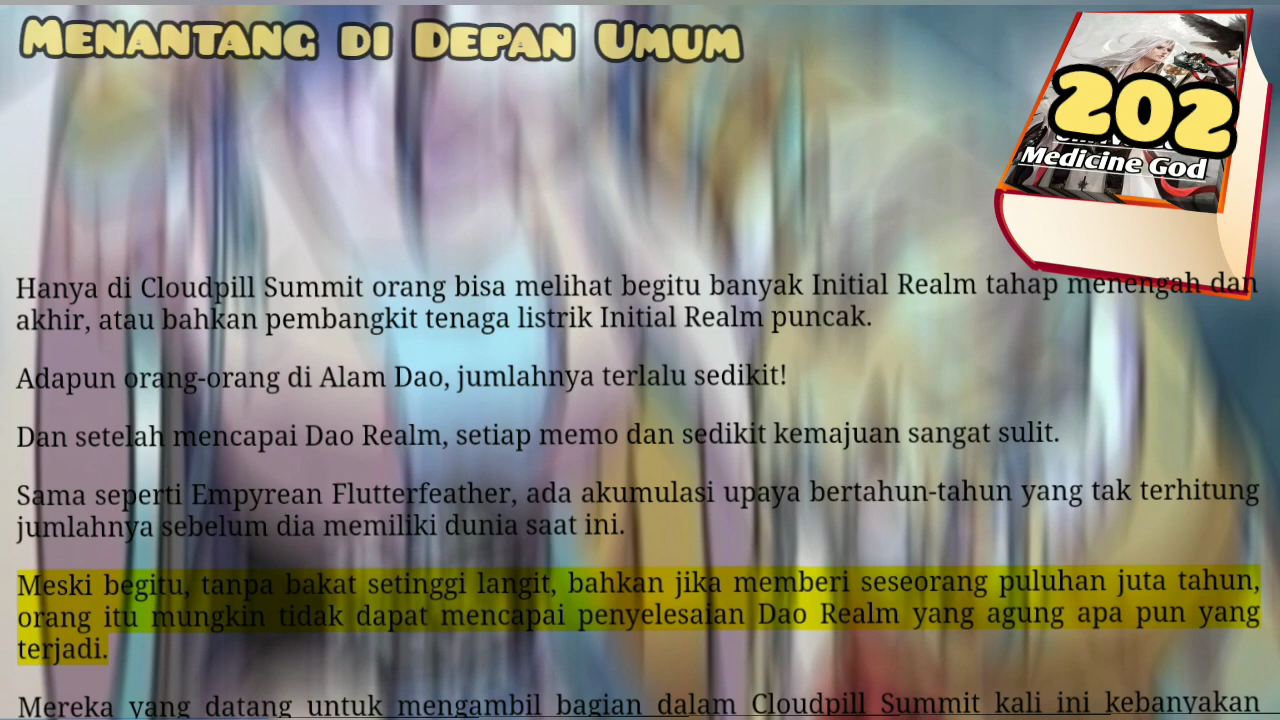 Menantang di Depan Umum
202
Medicine God
Hanya di Cloudpill Summit orang bisa melihat begitu banyak Initial Realm tahap menengah dan
akhir, atau bahkan pembangkit tenaga listrik Initial Realm puncak.
Adapun orang-orang di Alam Dao, jumlahnya terlalu sedikit!
Dan setelah mencapai Dao Realm, setiap memo dan sedikit kemajuan sangat sulit.
Sama seperti Empyrean Flutterfeather, ada akumulasi upaya bertahun-tahun yang tak terhitung
jumlahnya sebelum dia memiliki dunia saat ini.
Meski begitu, tanpa bakat setinggi langit, bahkan jika memberi seseorang puluhan juta tahun,
orang itu mungkin tidak dapat mencapai penyelesaian Dao Realm yang agung apa pun yang
terjadi.
Mereka yang datang untuk mengambil bagian dalam Cloudpill Summit kali ini kebanyakan